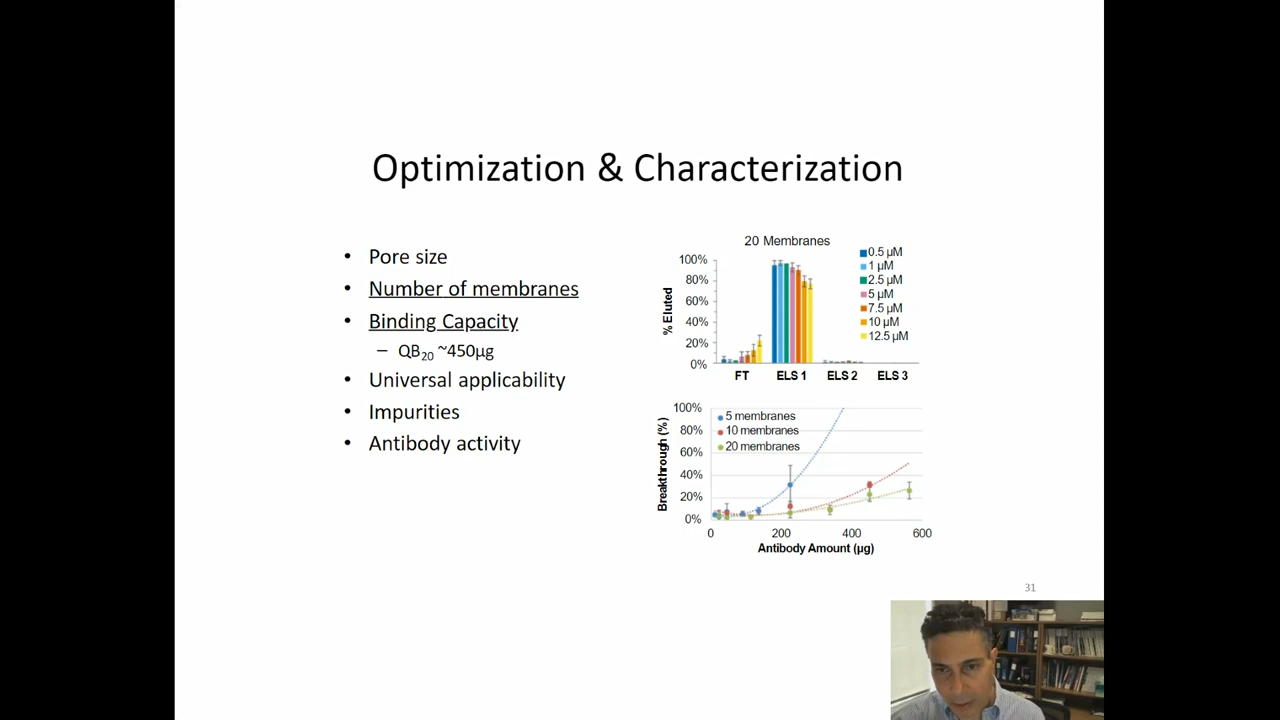 Optimization & Characterization
• Pore size
• Number of membranes
• Binding Capacity
– QB20 ~450µg
• Universal applicability
• Impurities
• Antibody activity
20 Membranes
% Eluted
100%
80%
60%
40%
20%
0%
FT ELS 1 ELS 2 ELS 3
0.5 µM
1 µM
2.5 µM
5 µM
7.5 µM
10 µM
12.5 µM
Breakthrough (%)
100%
80%
60%
40%
20%
0%
5 membranes
10 membranes
20 membranes
0 200 400 600
Antibody Amount (µg)
31